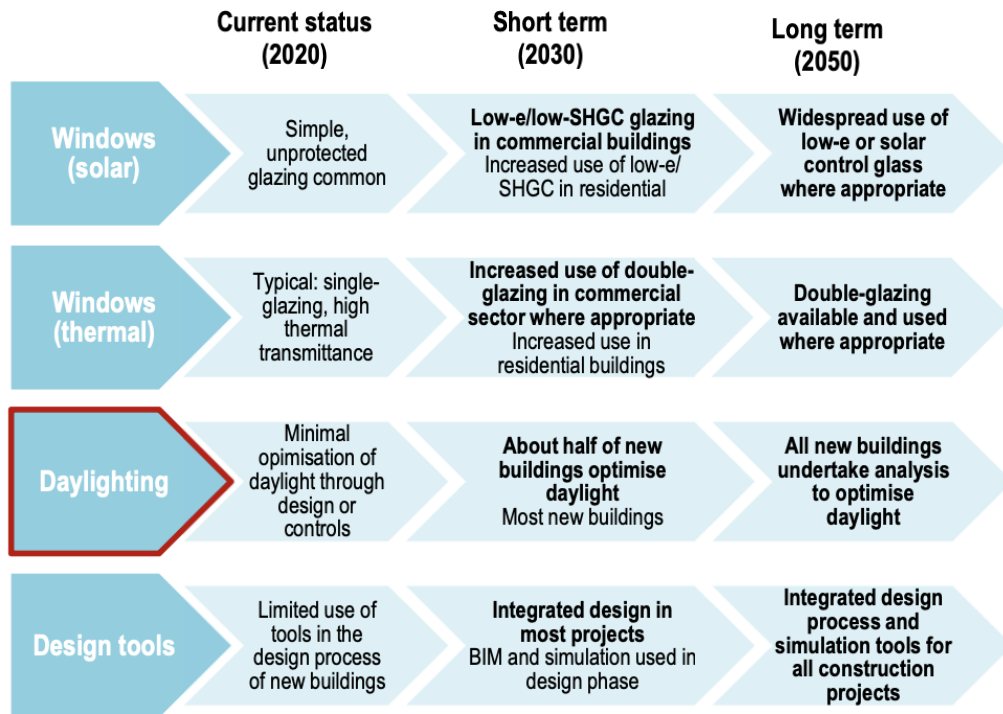 Current status
(2020)
Short term
(2030)
Long term
(2050)
Windows
(solar)
Simple,
unprotected
glazing common
Low-e/low-SHGC glazing
in commercial buildings
Increased use of low-e/
SHGC in residential
Widespread use of
low-e or solar
control glass
where appropriate
Windows
(thermal)
Typical: single-
glazing, high
thermal
transmittance
Increased use of double-
glazing in commercial
sector where appropriate
Increased use in
residential buildings
Double-glazing
available and used
where appropriate
Daylighting
Minimal
opimisation of
daylight through
design or
controls
About half of new
buildings optimise
daylight
Most new buildings
All new buildings
undertake analysis
to optimise
daylight
Design tools
Limited use of
tools in the
design process
of new buildings
Integrated design in
most projects
BIM and simulation used in
design phase
Integrated design
process and
simulation tools for
all construction
projects